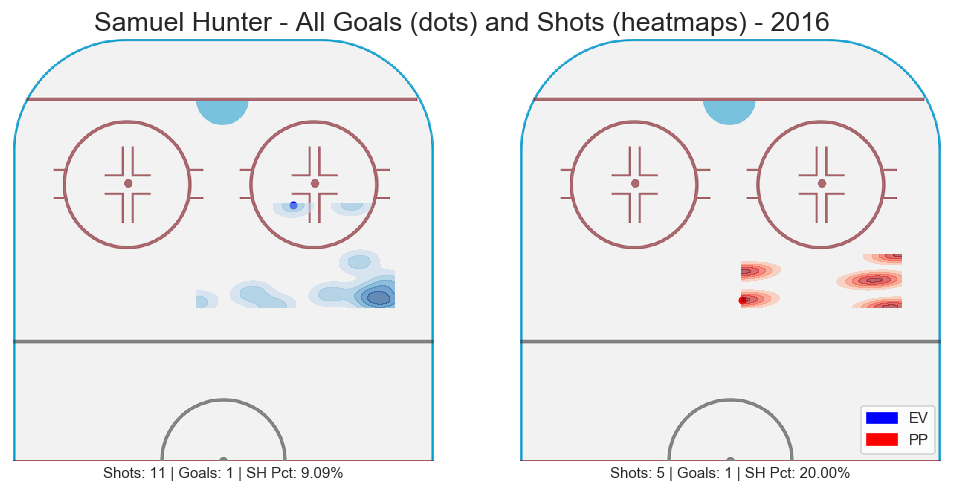 Samuel Hunter - All Goals (dots) and Shots (heatmaps) - 2016
EV
PP
Shots: 11 | Goals: 1 | SH Pct: 9.09%
Shots: 5 | Goals: 1 | SH Pct: 20.00%